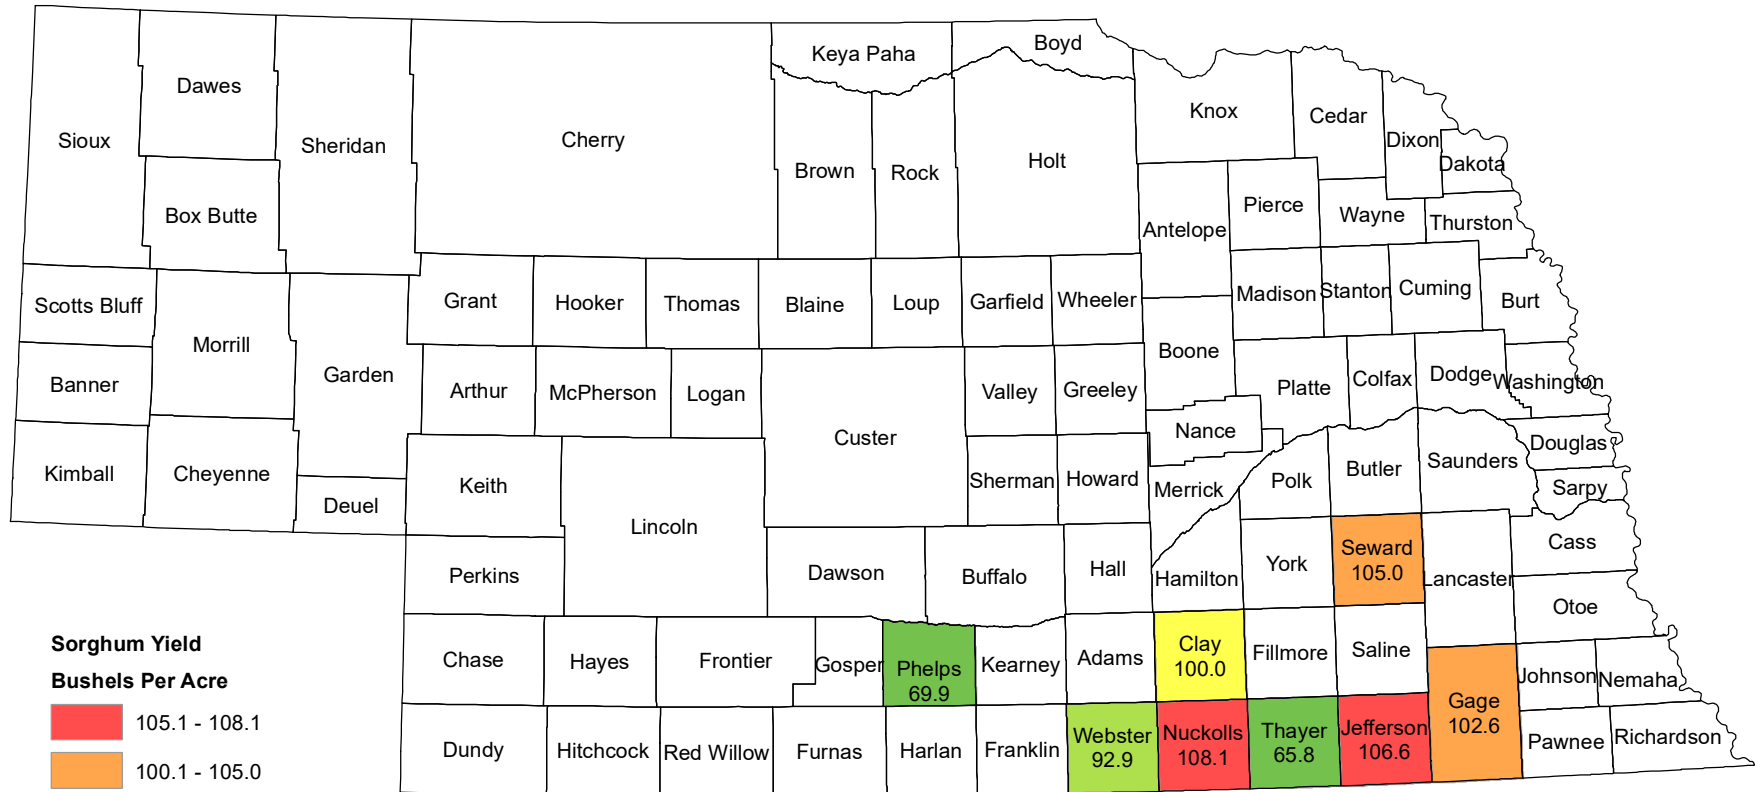 Keya Paha
Boyd
Dawes
Knox
Cedar
Dixon
Sioux
Sheridan
Cherry
Brown
Rock
Holt
Dakota
Box Butte
Antelope
Pierce
Wayne
Thurston
Scotts Bluff
Grant
Hooker
Thomas
Blaine
Loup
Garfield
Wheeler
Madison
Stanton
Cuming
Burt
Morrill
Banner
Garden
Arthur
McPherson
Logan
Valley
Greeley
Boone
Platte
Colfax
Dodge
Washington
Custer
Nance
Douglas
Kimball
Cheyenne
Keith
Sherman
Howard
Merrick
Polk
Butler
Saunders
Sarpy
Deuel
Lincoln
Perkins
Dawson
Buffalo
Hall
Hamilton
York
Seward
105.0
Lancaster
Cass
Otoe
Chase
Hayes
Frontier
Gosper
Phelps
69.9
Kearney
Adams
Clay
100.0
Fillmore
Saline
Gage
102.6
Johnson
Nemaha
Dundy
Hitchcock
Red Willow
Furnas
Harlan
Franklin
Webster
92.9
Nuckolls
108.1
Thayer
65.8
Jefferson
106.6
Pawnee
Richardson
Sorghum Yield
Bushels Per Acre
105.1 - 108.1
100.1 - 105.0